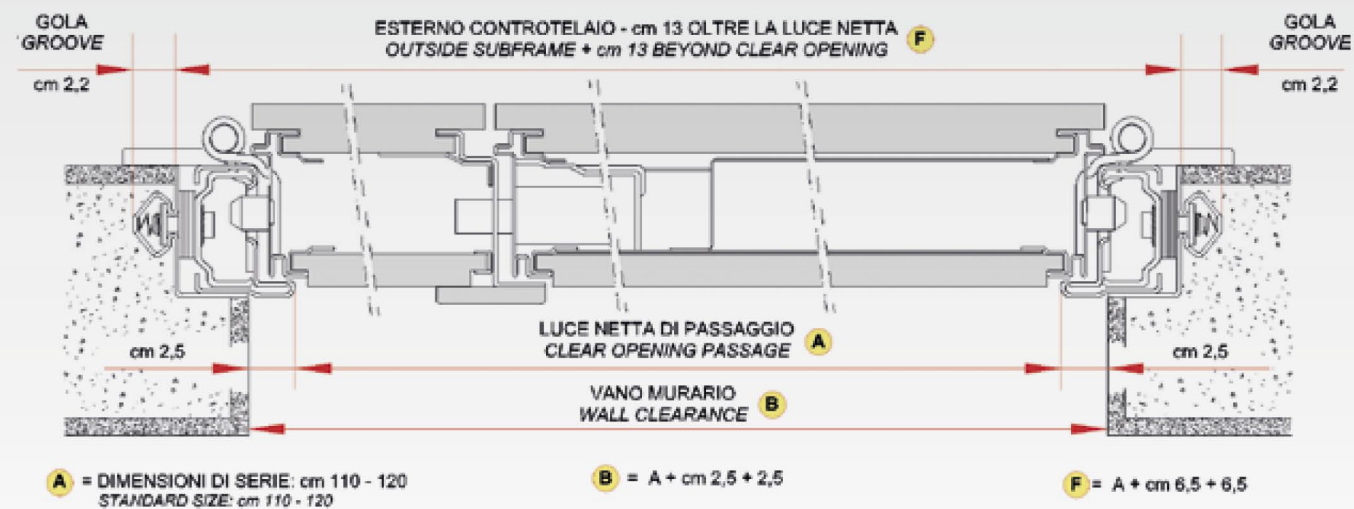 GOLA
GROOVE
cm 2,2
ESTERNO CONTROTELAIO - cm 13 OLTRE LA LUCE NETTA
OUTSIDE SUBFRAME + cm 13 BEYOND CLEAR OPENING
F
GOLA
GROOVE
cm 2,2
cm 2,5
LUCE NETTA DI PASSAGGIO
CLEAR OPENING PASSAGE
A
cm 2,5
VANO MURARIO
WALL CLEARANCE
B
A = DIMENSIONI DI SERIE: cm 110 - 120
STANDARD SIZE: cm 110 - 120
B = A + cm 2,5 + 2,5
F = A + cm 6,5 + 6,5